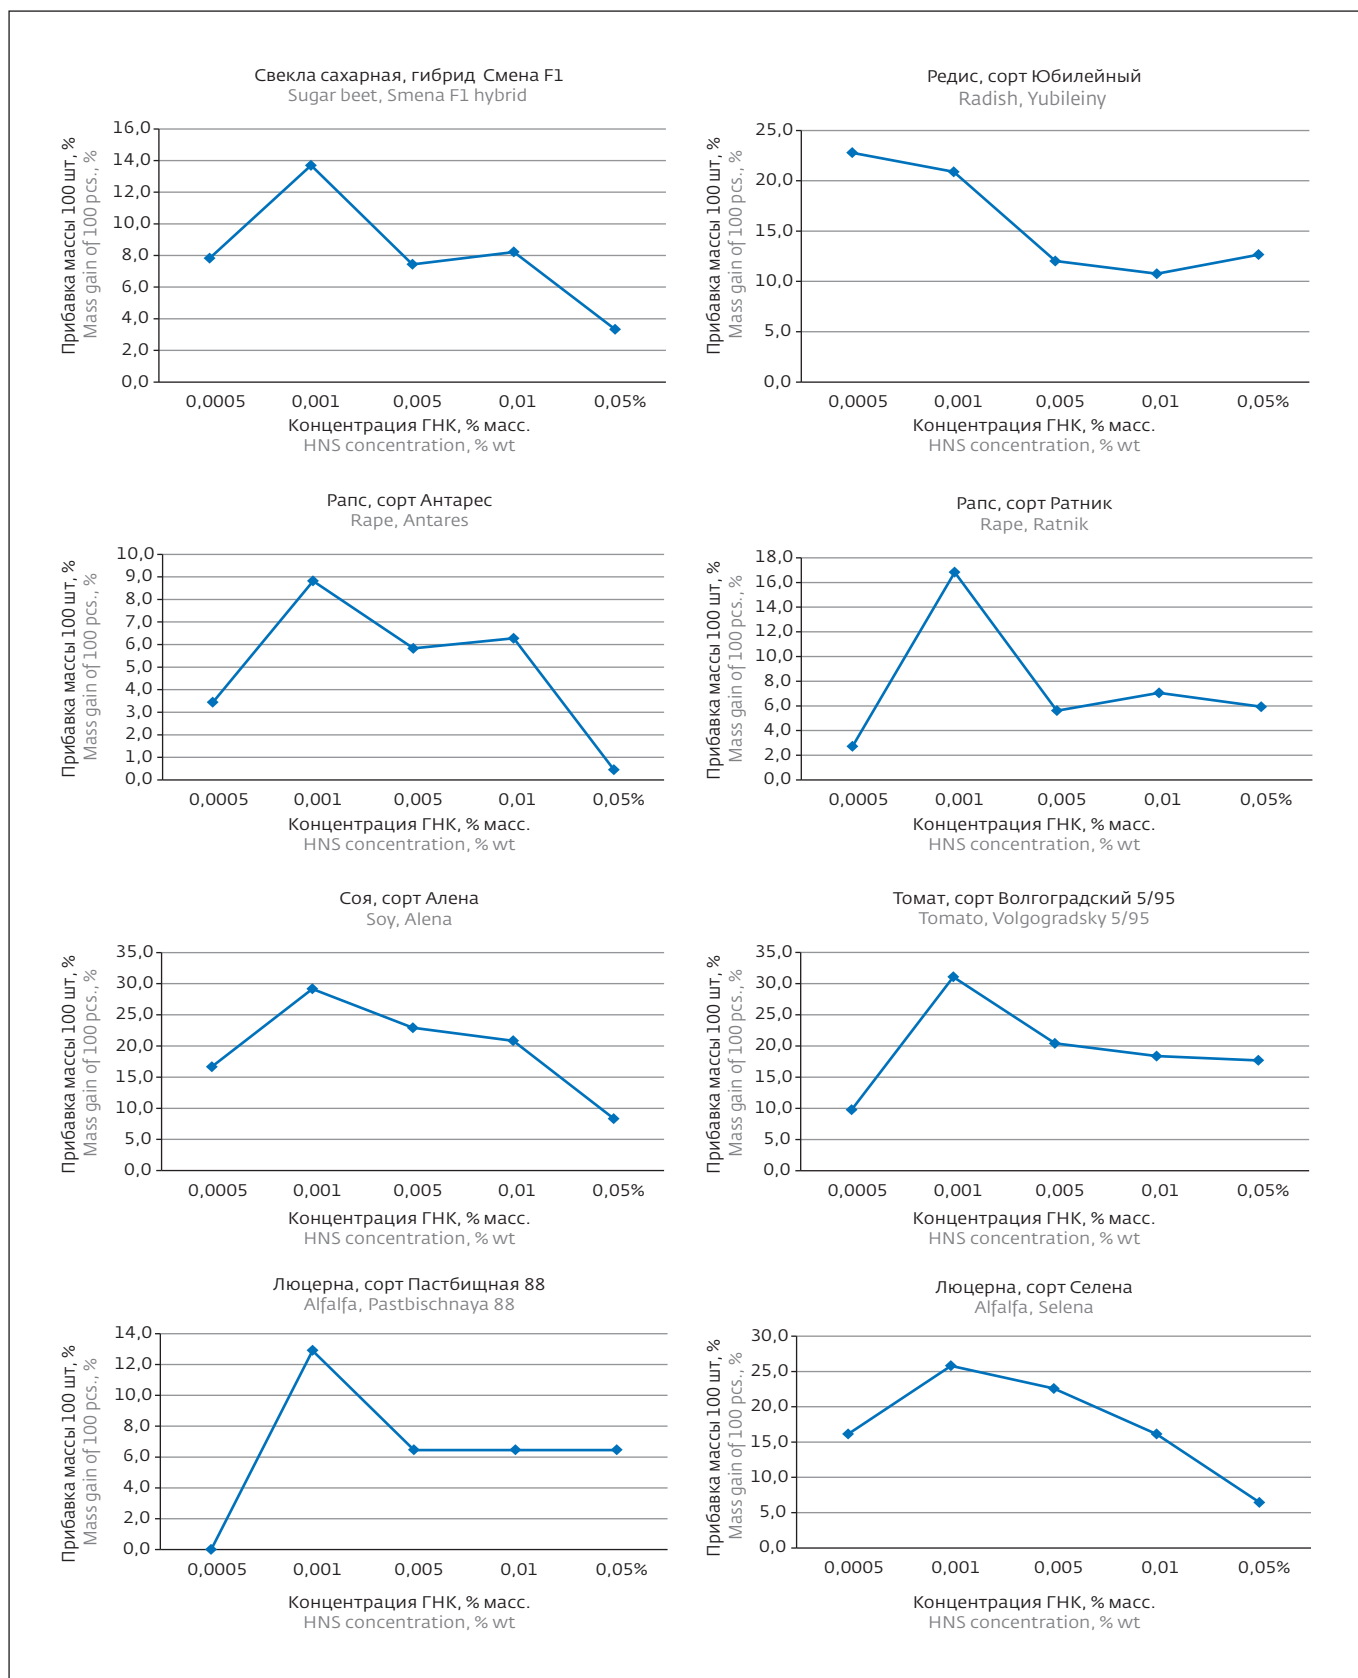 Свекла сахарная, гибрид Смена F1
Sugar beet, Smena F1 hybrid
Прибавка массы 100 шт, %
Mass gain of 100 pcs., %
16,0
14,0
12,0
10,0
8,0
6,0
4,0
2,0
0,0
0,0005 0,001 0,005 0,01 0,05%
Концентрация ГНК, % масс.
HNS concentration, % wt
Редис, сорт Юбилейный
Radish, Yubileiny
Прибавка массы 100 шт, %
Mass gain of 100 pcs., %
25,0
20,0
15,0
10,0
5,0
0,0
0,0005 0,001 0,005 0,01 0,05%
Концентрация ГНК, % масс.
HNS concentration, % wt
Рапс, сорт Антарес
Rape, Antares
Прибавка массы 100 шт, %
Mass gain of 100 pcs., %
10,0
9,0
8,0
7,0
6,0
5,0
4,0
3,0
2,0
1,0
0,0
0,0005 0,001 0,005 0,01 0,05%
Концентрация ГНК, % масс.
HNS concentration, % wt
Рапс, сорт Ратник
Rape, Ratnik
Прибавка массы 100 шт, %
Mass gain of 100 pcs., %
18,0
16,0
14,0
12,0
10,0
8,0
6,0
4,0
2,0
0,0
0,0005 0,001 0,005 0,01 0,05%
Концентрация ГНК, % масс.
HNS concentration, % wt
Соя, сорт Алена
Soy, Alena
Прибавка массы 100 шт, %
Mass gain of 100 pcs., %
35,0
30,0
25,0
20,0
15,0
10,0
5,0
0,0
0,0005 0,001 0,005 0,01 0,05%
Концентрация ГНК, % масс.
HNS concentration, % wt
Томат, сорт Волгоградский 5/95
Tomato, Volgogradsky 5/95
Прибавка массы 100 шт, %
Mass gain of 100 pcs., %
35,0
30,0
25,0
20,0
15,0
10,0
5,0
0,0
0,0005 0,001 0,005 0,01 0,05%
Концентрация ГНК, % масс.
HNS concentration, % wt
Люцерна, сорт Пастбищная 88
Alfalfa, Pastbischnaya 88
Прибавка массы 100 шт, %
Mass gain of 100 pcs., %
14,0
12,0
10,0
8,0
6,0
4,0
2,0
0,0
0,0005 0,001 0,005 0,01 0,05%
Концентрация ГНК, % масс.
HNS concentration, % wt
Люцерна, сорт Селена
Alfalfa, Selena
Прибавка массы 100 шт, %
Mass gain of 100 pcs., %
30,0
25,0
20,0
15,0
10,0
5,0
0,0
0,0005 0,001 0,005 0,01 0,05%
Концентрация ГНК, % масс.
HNS concentration, % wt